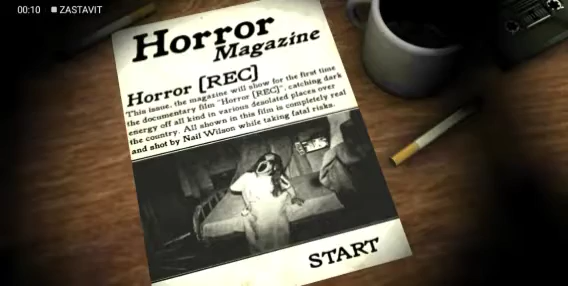 00:10 ZASTAVIT
Horror
Magazine
Horror [REC]
This issue, the magazine will show for the first time
the documentary film "Horror [REC]", catching dark
energy off all kind in various desolated places over
the country. All shown in this film is completely real
and shot by Nail Wilson while taking fatal risks.
START